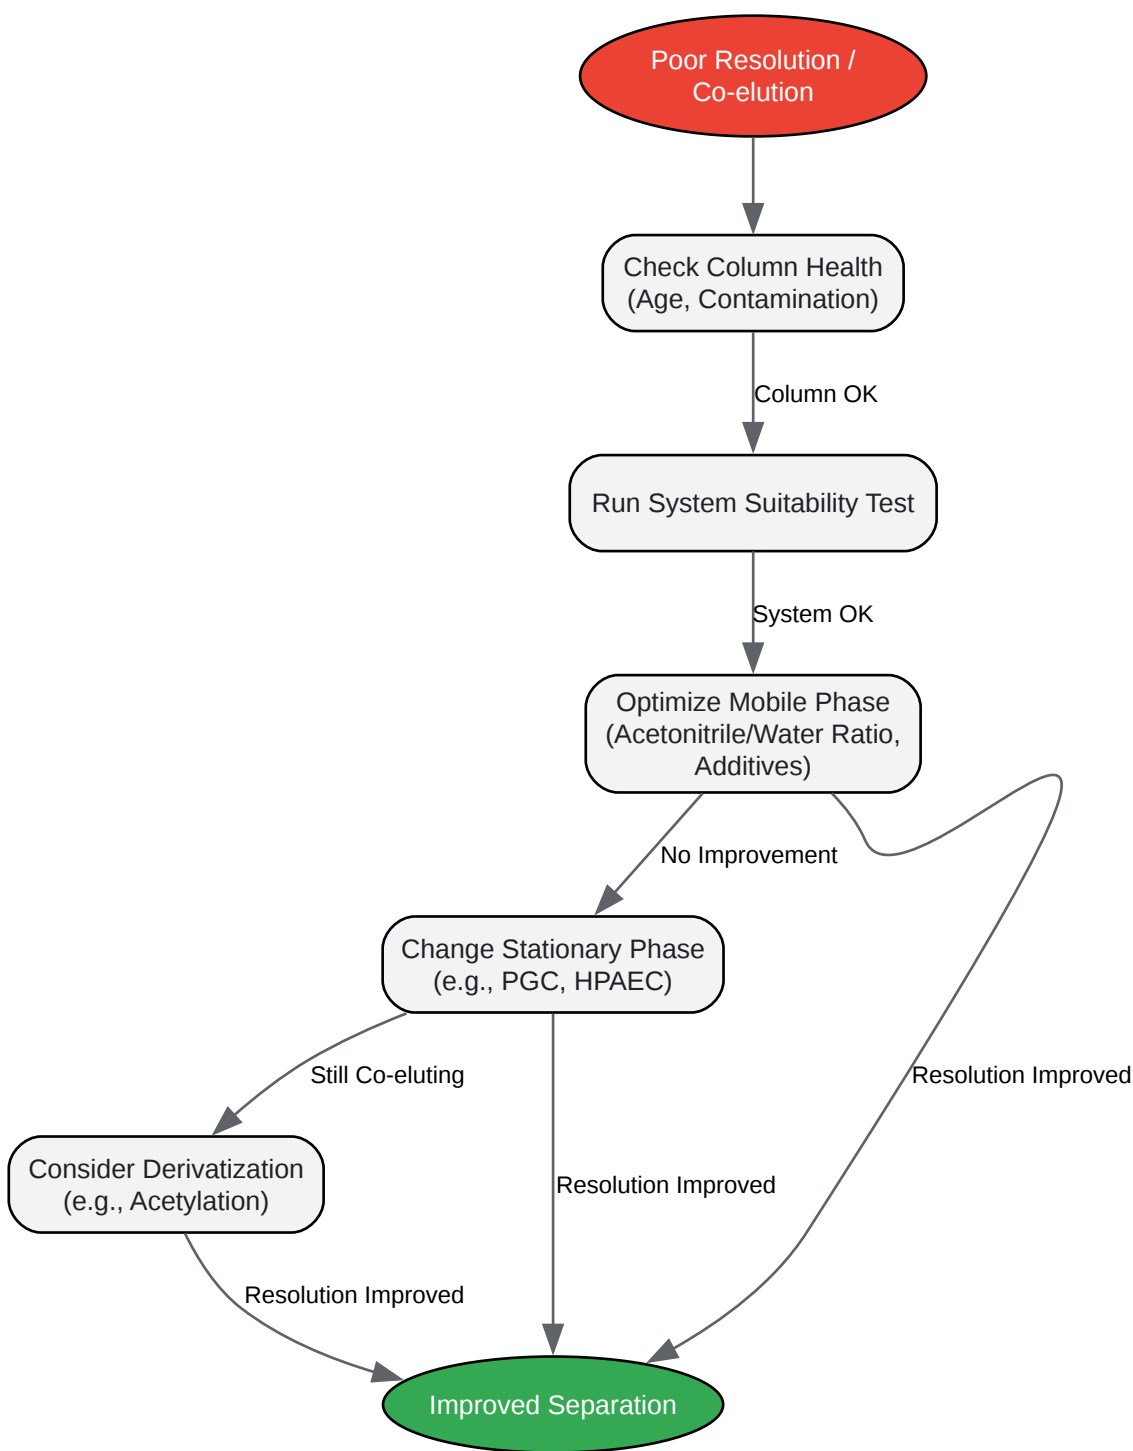 Poor Resolution /
Co-elution
Check Column Health
(Age, Contamination)
Column OK
Run System Suitability Test
System OK
Optimize Mobile Phase
(Acetonitrile/Water Ratio,
Additives)
No Improvement
Change Stationary Phase
(e.g., PGC, HPAEC)
Still Co-eluting
Resolution Improved
Consider Derivatization
(e.g., Acetylation)
Resolution Improved
Resolution Improved
Improved Separation